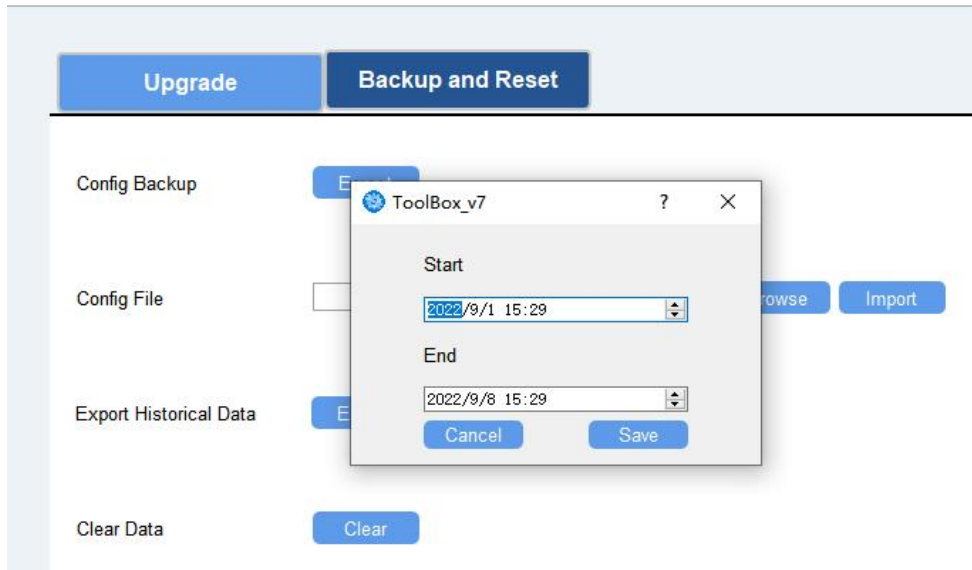 Upgrade
Backup and Reset
Config Backup
ToolBox_v7 ?
Start
2022/9/1 15:29
Config File
rowse
Import
End
2022/9/8 15:29
Export Historical Data
E
Cancel
Save
Clear Data
Clear